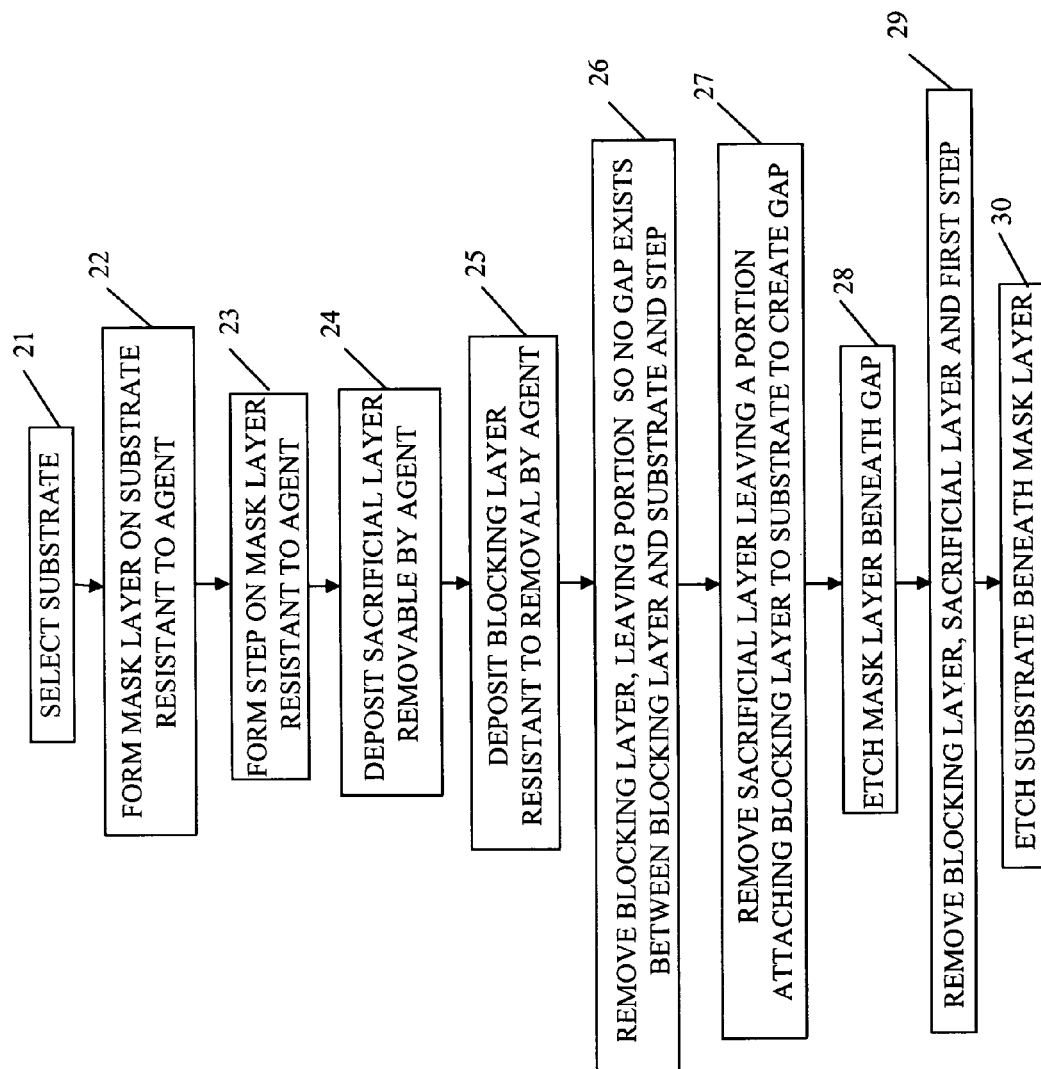 21
SELECT SUBSTRATE
22
FORM MASK LAYER ON SUBSTRATE
RESISTANT TO AGENT
23
FORM STEP ON MASK LAYER
RESISTANT TO AGENT
24
DEPOSIT SACRIFICIAL LAYER
REMOVABLE BY AGENT
25
DEPOSIT BLOCKING LAYER
RESISTANT TO REMOVAL BY AGENT
26
REMOVE BLOCKING LAYER, LEAVING PORTION SO NO GAP EXISTS
BETWEEN BLOCKING LAYER AND SUBSTRATE AND STEP
27
REMOVE SACRIFICIAL LAYER LEAVING A PORTION
ATTACHING BLOCKING LAYER TO SUBSTRATE TO CREATE GAP
28
ETCH MASK LAYER BENEATH GAP
29
REMOVE BLOCKING LAYER, SACRIFICIAL LAYER AND FIRST STEP
30
ETCH SUBSTRATE BENEATH MASK LAYER